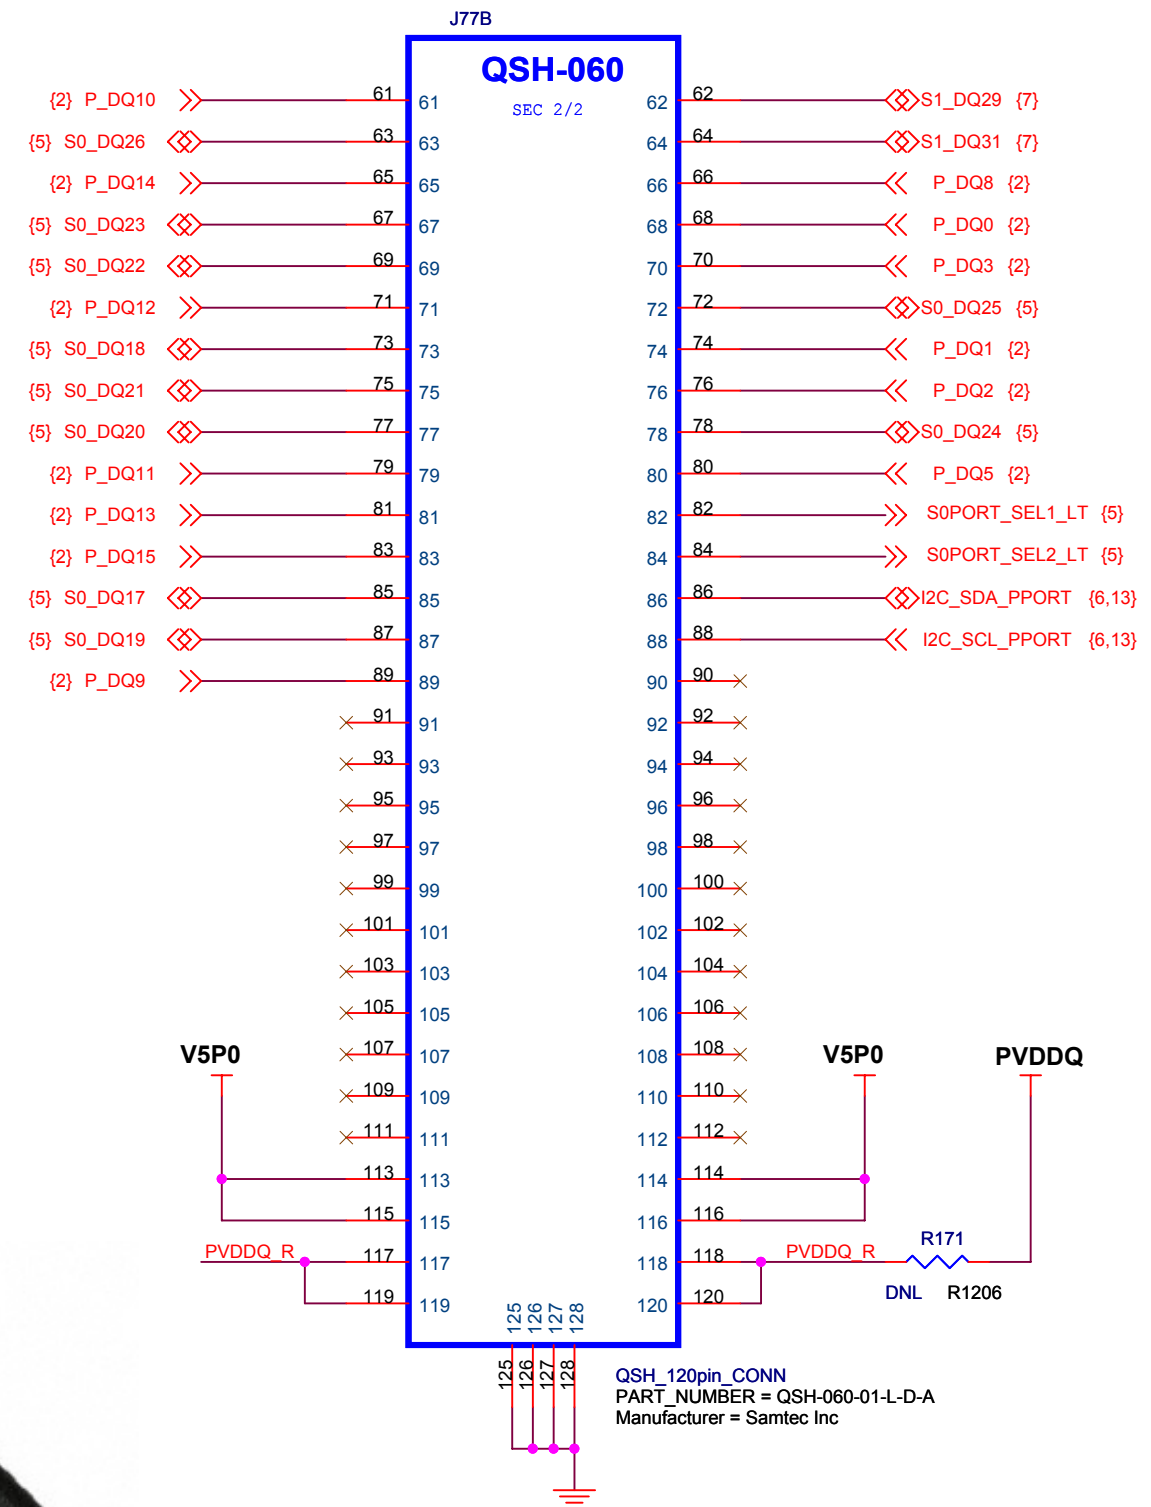 J77B
QSH-060
SEC 2/2
{2} P_DQ10 61 61 62 62 S1_DQ29 {7}
{5} S0_DQ26 63 63 64 64 S1_DQ31 {7}
{2} P_DQ14 65 65 66 66 P_DQ8 {2}
{5} S0_DQ23 67 67 68 68 P_DQ0 {2}
{5} S0_DQ22 69 69 70 70 P_DQ3 {2}
{2} P_DQ12 71 71 72 72 S0_DQ25 {5}
{5} S0_DQ18 73 73 74 74 P_DQ1 {2}
{5} S0_DQ21 75 75 76 76 P_DQ2 {2}
{5} S0_DQ20 77 77 78 78 S0_DQ24 {5}
{2} P_DQ11 79 79 80 80 P_DQ5 {2}
{2} P_DQ13 81 81 82 82 S0PORT_SEL1_LT {5}
{2} P_DQ15 83 83 84 84 S0PORT_SEL2_LT {5}
{5} S0_DQ17 85 85 86 86 I2C_SDA_PPORT {6,13}
{5} S0_DQ19 87 87 88 88 I2C_SCL_PPORT {6,13}
{2} P_DQ9 89 89 90 90
91 91 92 92
93 93 94 94
95 95 96 96
97 97 98 98
99 99 100 100
101 101 102 102
103 103 104 104
105 105 106 106
V5P0 107 107 108 108 V5P0 PVDDQ
109 109 110 110
111 111 112 112
113 113 114 114
115 115 116 116
PVDDQ_R 117 117 118 118 PVDDQ_R R171
119 119 120 120 DNL R1206
125 126 127 128
125 126 127 128
QSH_120pin_CONN
PART_NUMBER = QSH-060-01-L-D-A
Manufacturer = Samtec Inc